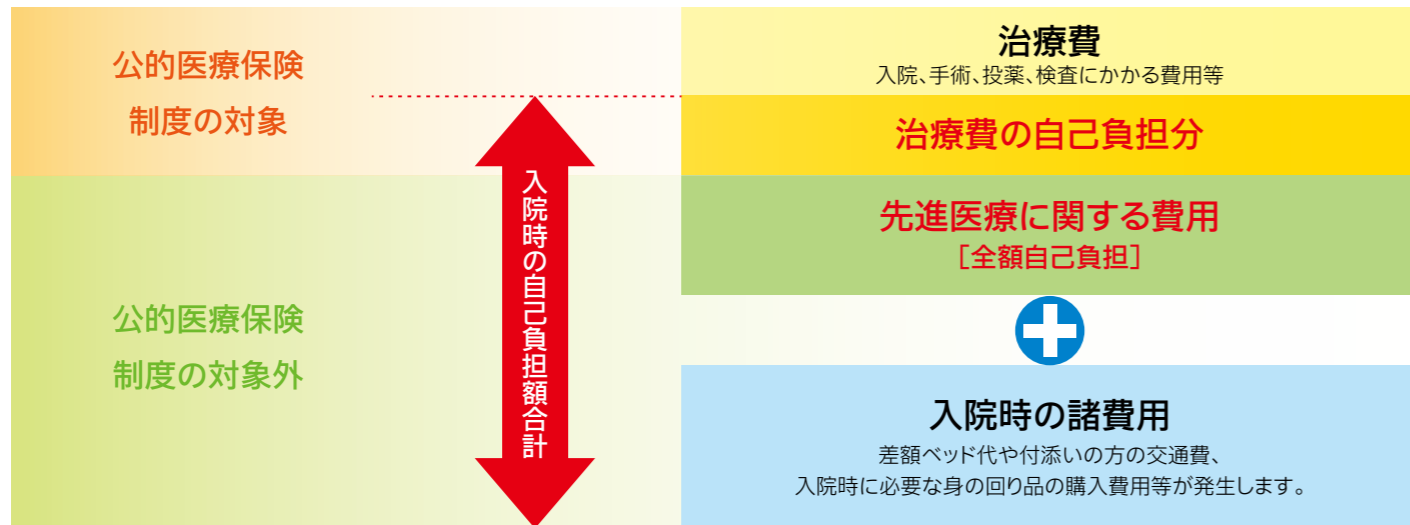 公的医療保険
制度の対象
治療費
入院、手術、投薬、検査にかかる費用等
治療費の自己負担分
公的医療保険
制度の対象外
入院時の自己負担額合計
先進医療に関する費用
［全額自己負担］
入院時の諸費用
差額ベッド代や付添いの方の交通費、
入院時に必要な身の回り品の購入費用等が発生します。